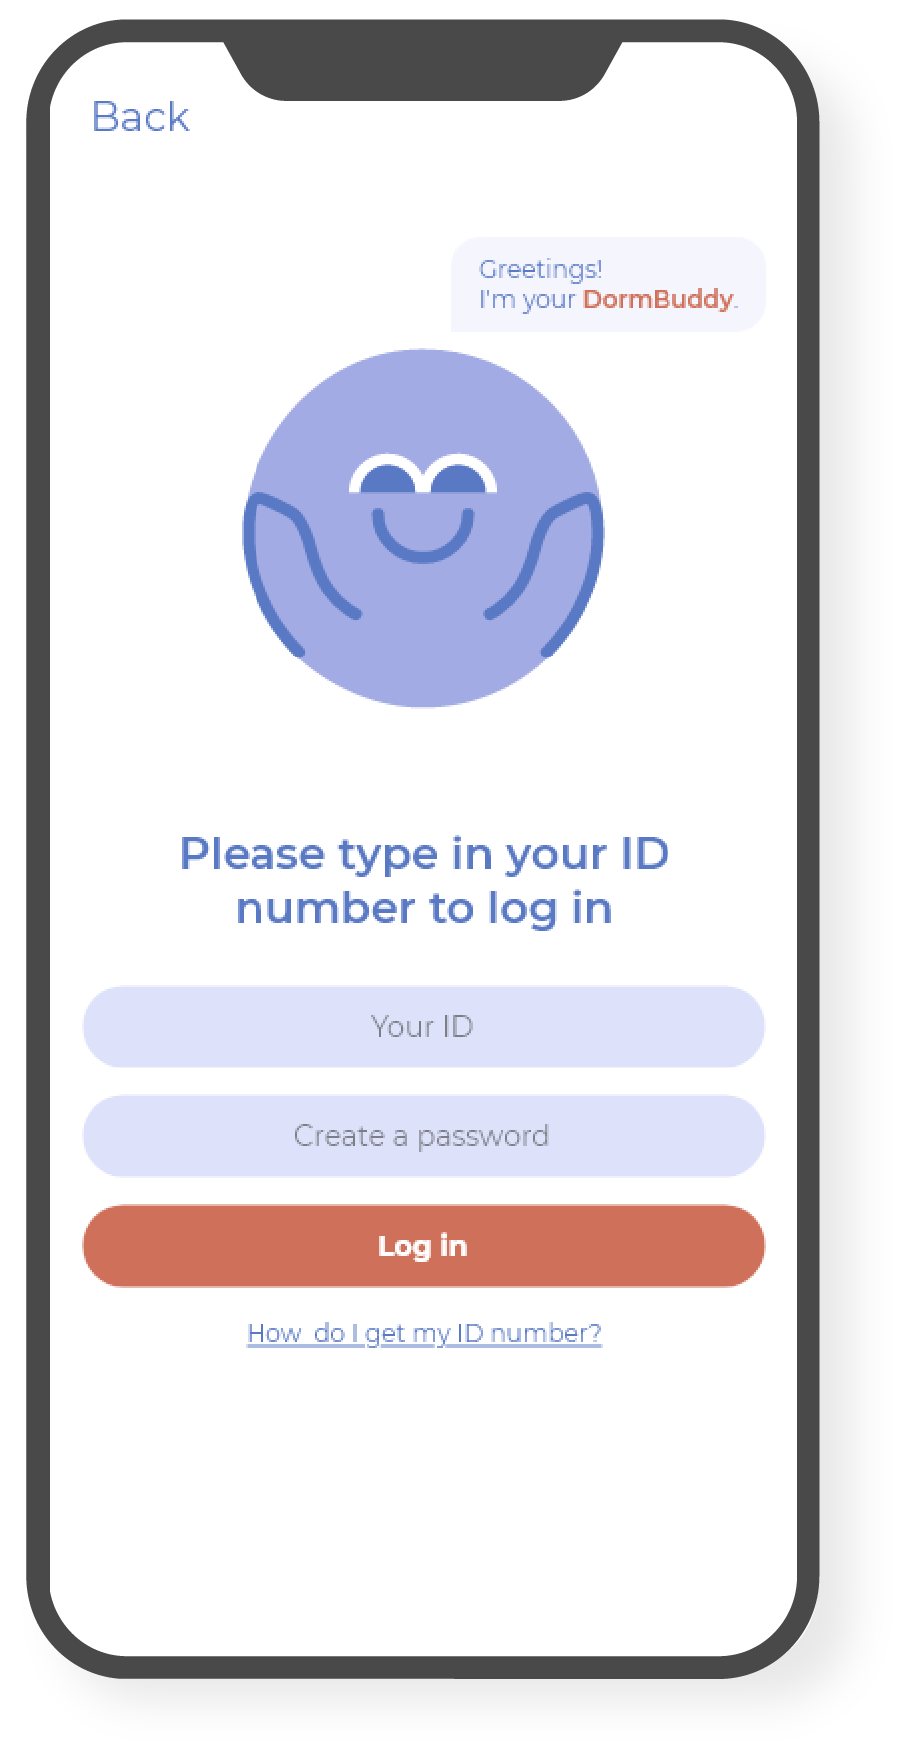 Back
Greetings!
I'm your DormBuddy.
Please type in your ID
number to log in
Your ID
Create a password
Log in
How do I get my ID number?